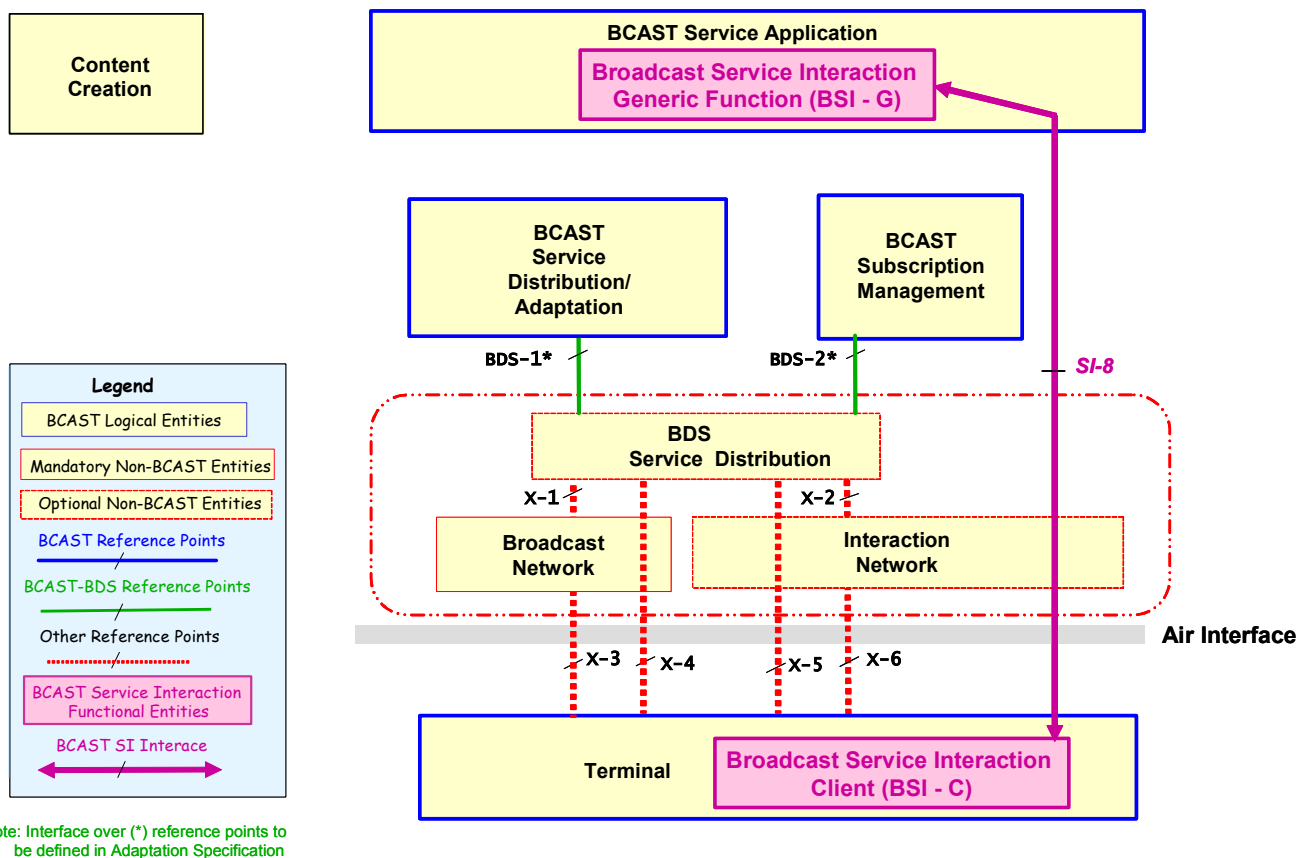 Content
Creation
BCAST Service Application
Broadcast Service Interaction
Generic Function (BSI - G)
BCAST
Service
Distribution/
Adaptation
BCAST
Subscription
Management
BDS-1*
BDS-2*
SI-8
BDS
Service Distribution
X-1
X-2
Broadcast
Network
Interaction
Network
Air Interface
X-3
X-4
X-5
X-6
Terminal
Broadcast Service Interaction
Client (BSI - C)
Legend
BCAST Logical Entities
Mandatory Non-BCAST Entities
Optional Non-BCAST Entities
BCAST Reference Points
BCAST-BDS Reference Points
Other Reference Points
BCAST Service Interaction
Functional Entities
BCAST SI Interace
ote: Interface over (*) reference points to
be defined in Adaptation Specification